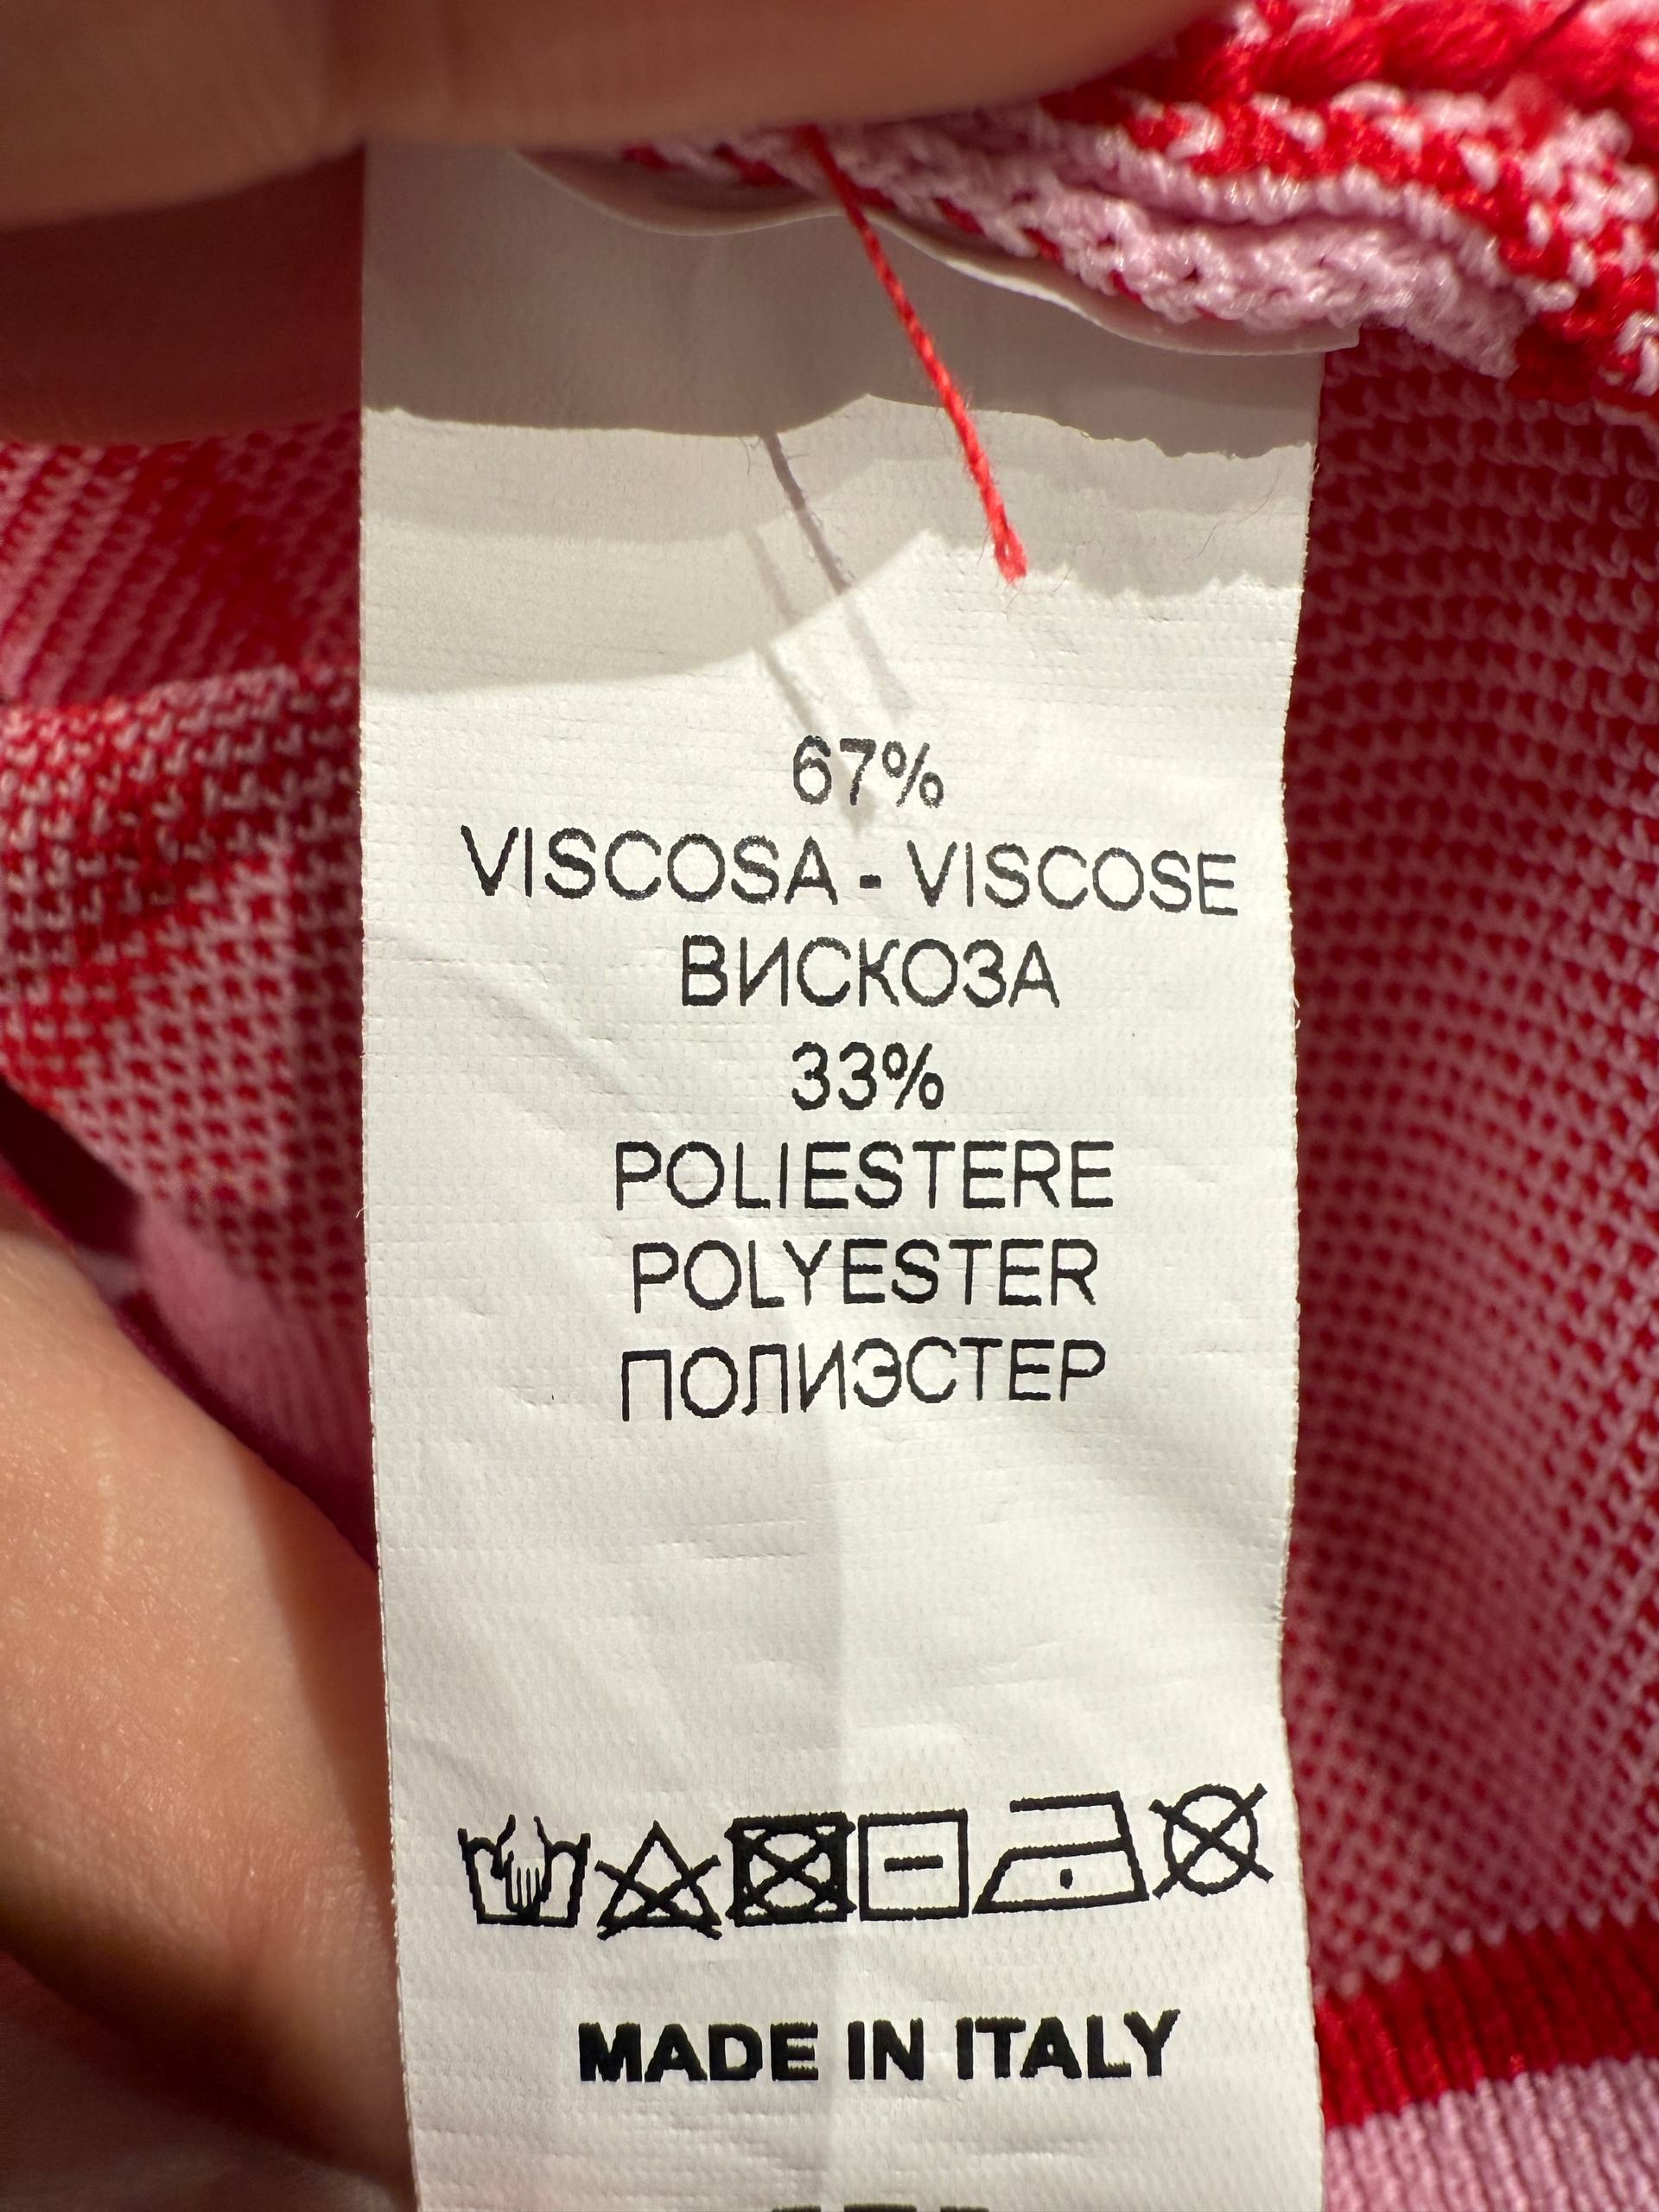 67%
VISCOSA - VISCOSE
ВИСКОЗА
33%
POLIESTERE
POLYESTER
ПОЛИЭСТЕР
MADE IN ITALY